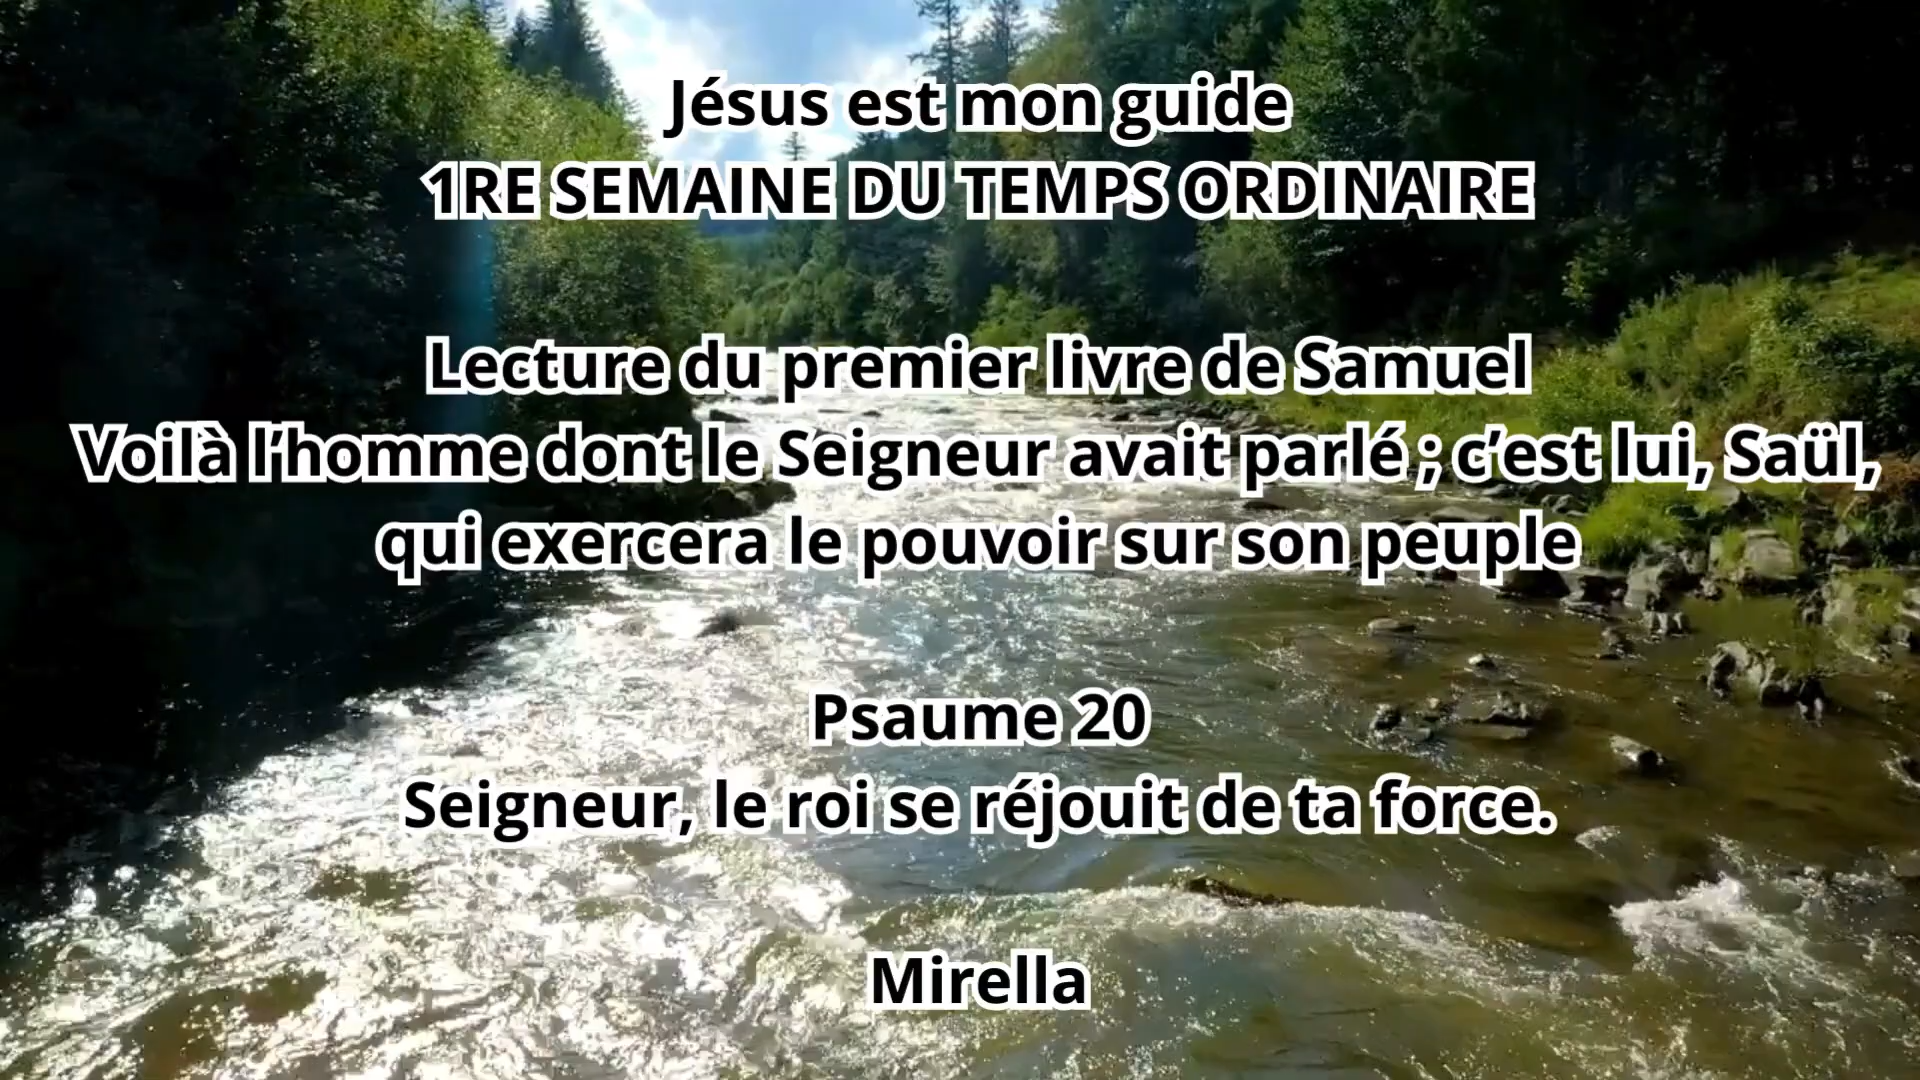 Jésus est mon guide
1RE SEMAINE DU TEMPS ORDINAIRE
Lecture du premier livre de Samuel
Voilà l’homme dont le Seigneur avait parlé ; c’est lui, Saül,
qui exercera le pouvoir sur son peuple
Psaume 20
Seigneur, le roi se réjouit de ta force.
Mirella